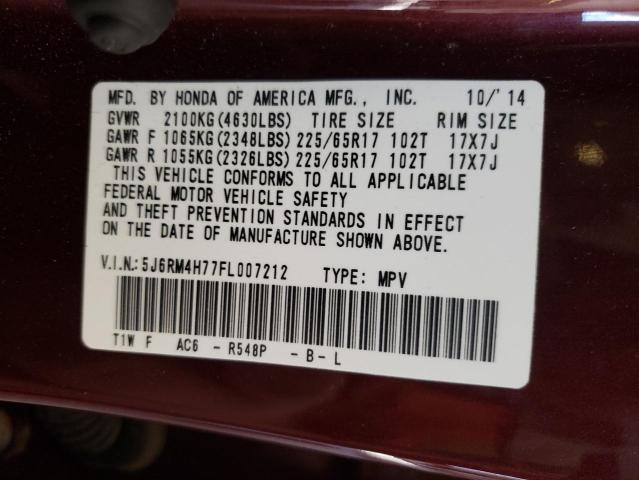 MFD. BY HONDA OF AMERICA MFG., INC. 10/'14
GVWR 2100KG(4630LBS) TIRE SIZE RIM SIZE
GAWR F 1065KG(2348LBS) 225/65R17 102T 17X7J
GAWR R 1055KG(2326LBS) 225/65R17 102T 17X7J
THIS VEHICLE CONFORMS TO ALL APPLICABLE
FEDERAL MOTOR VEHICLE SAFETY
AND THEFT PREVENTION STANDARDS IN EFFECT
ON THE DATE OF MANUFACTURE SHOWN ABOVE.
V.I.N.: 5J6RM4H77FL007212 TYPE: MPV
T1W F AC6 - R548P - B - L